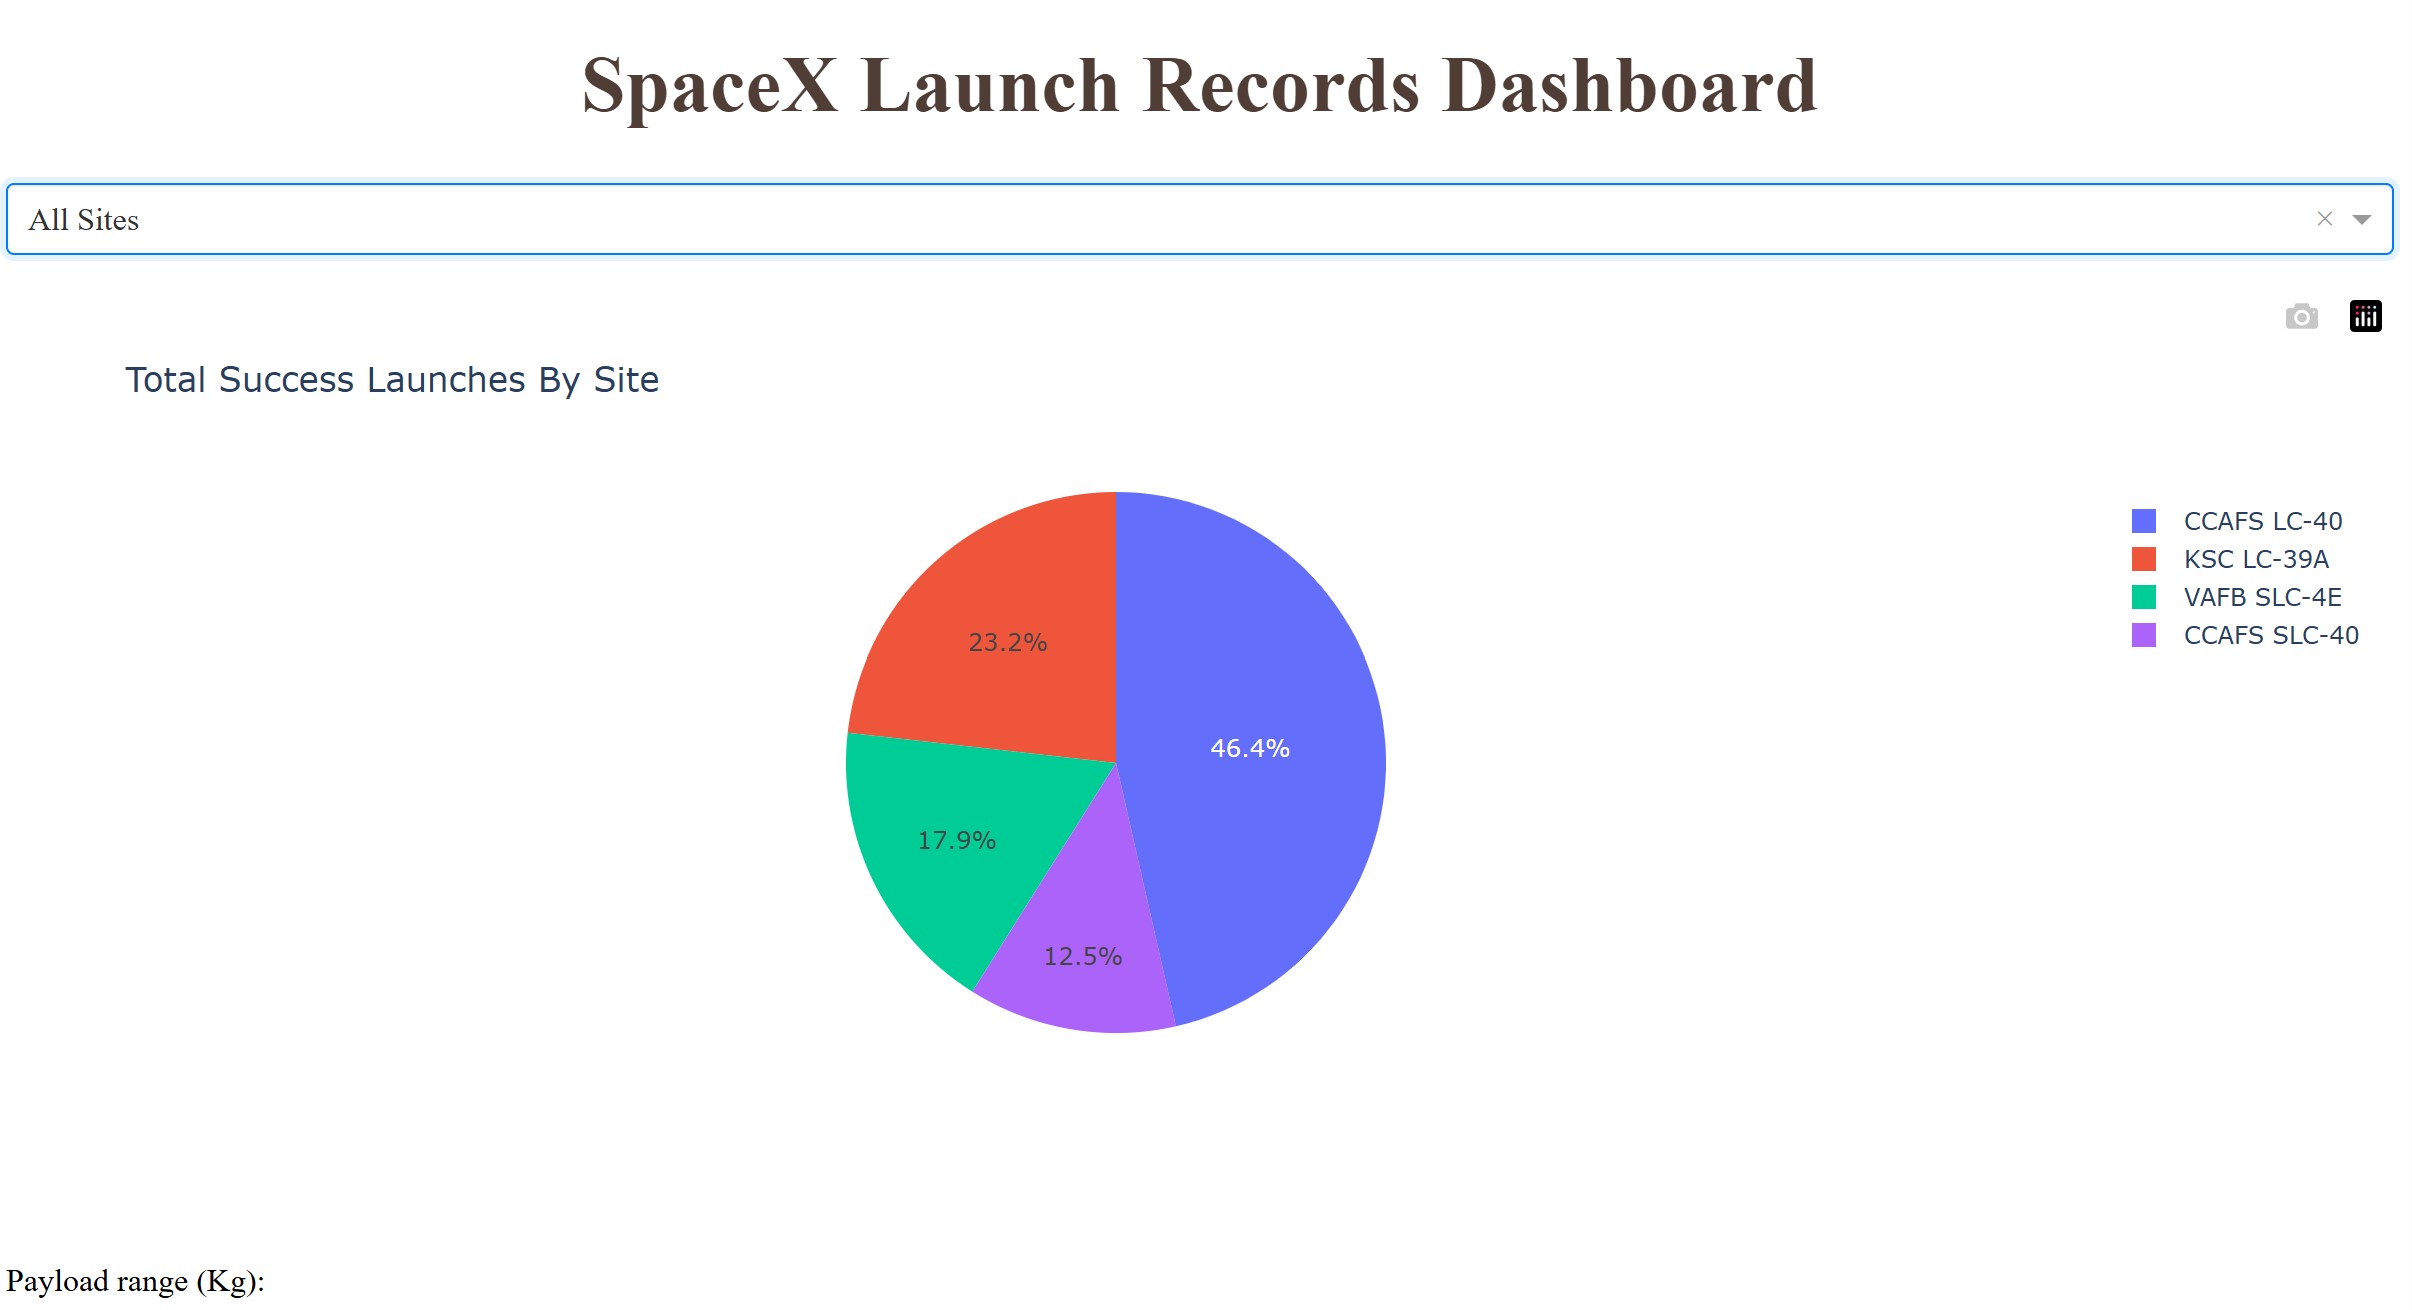 SpaceX Launch Records Dashboard
All Sites
Total Success Launches By Site
CCAFS LC-40
KSC LC-39A
VAFB SLC-4E
CCAFS SLC-40
23.2%
46.4%
17.9%
12.5%
Payload range (Kg):